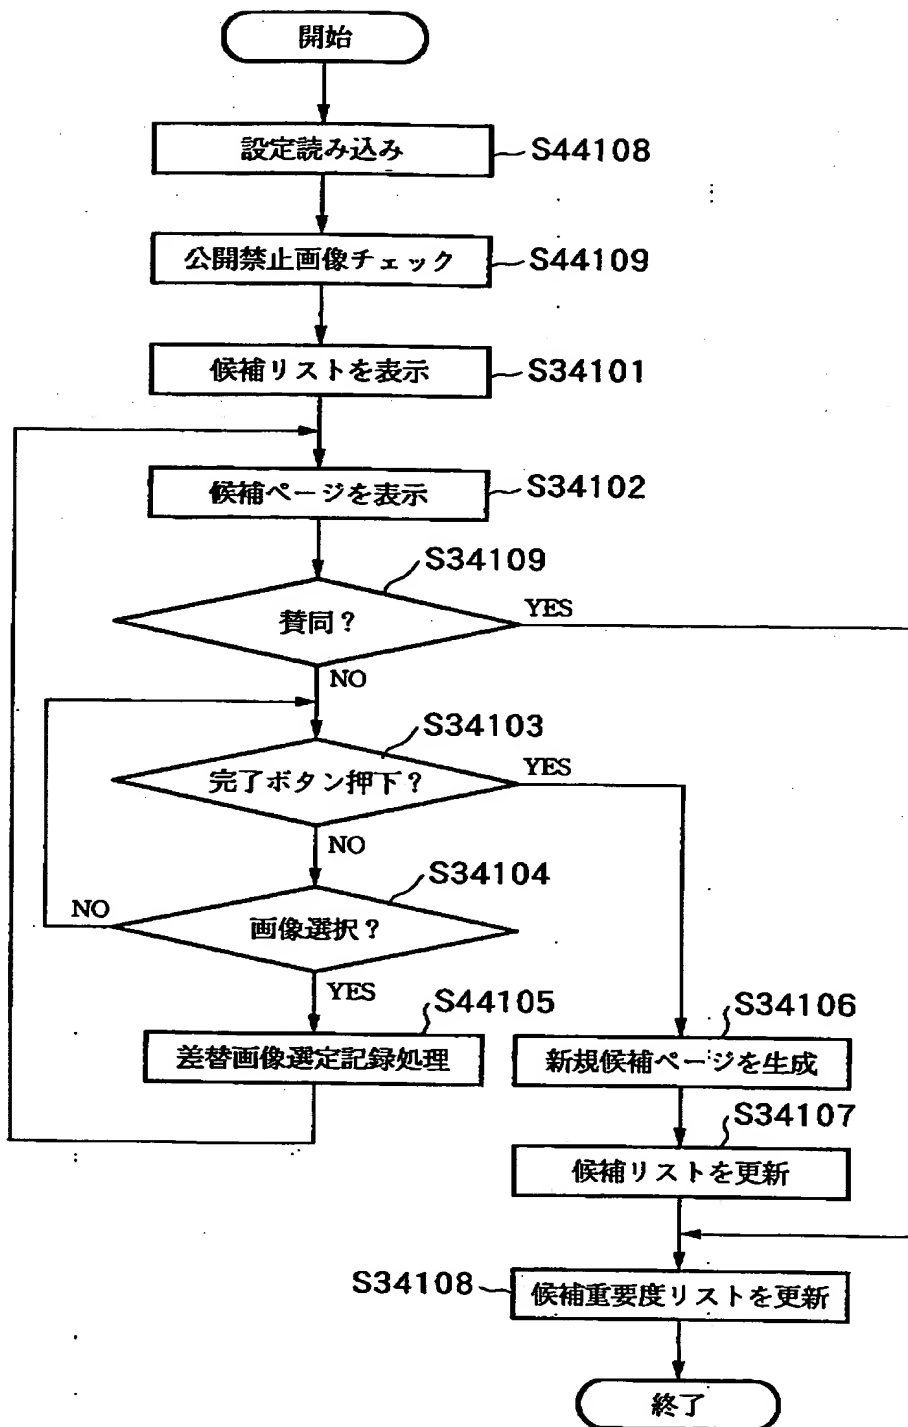 開始
設定読み込み
S44108
公開禁止画像チェック
S44109
候補リストを表示
S34101
候補ページを表示
S34102
S34109
賛同？
YES
NO
S34103
完了ボタン押下？
YES
NO
S34104
画像選択？
NO
YES
S44105
差替画像選定記録処理
S34106
新規候補ページを生成
S34107
候補リストを更新
S34108
候補重要度リストを更新
終了